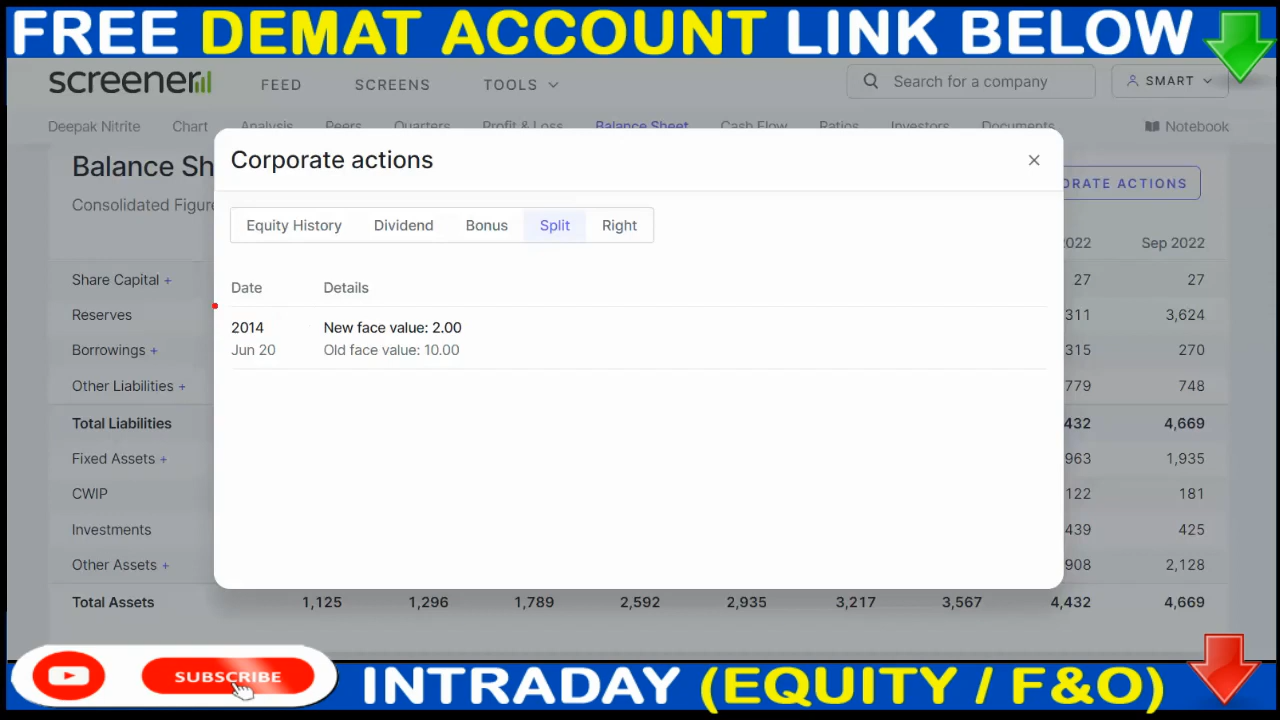 FREE DEMAT ACCOUNT LINK BELOW
screener FEED SCREENS TOOLS Search for a company SMART
Deepak Nitrite Chart Analysis Peers Quarters Profit & Loss Balance Sheet Cash Flow Ratios Investors Documents Notebook
Balance Sh
Corporate actions
Consolidated Figure
ORATE ACTIONS
Equity History Dividend Bonus Split Right
022 Sep 2022
Date Details
Share Capital + 27 27
Reserves 311 3,624
2014 New face value: 2.00
Jun 20 Old face value: 10.00
Borrowings + 315 270
Other Liabilities + 779 748
Total Liabilities 432 4,669
Fixed Assets + 963 1,935
CWIP 122 181
Investments 439 425
Other Assets + 908 2,128
Total Assets 1,125 1,296 1,789 2,592 2,935 3,217 3,567 4,432 4,669
SUBSCRIBE
INTRADAY (EQUITY / F&O)